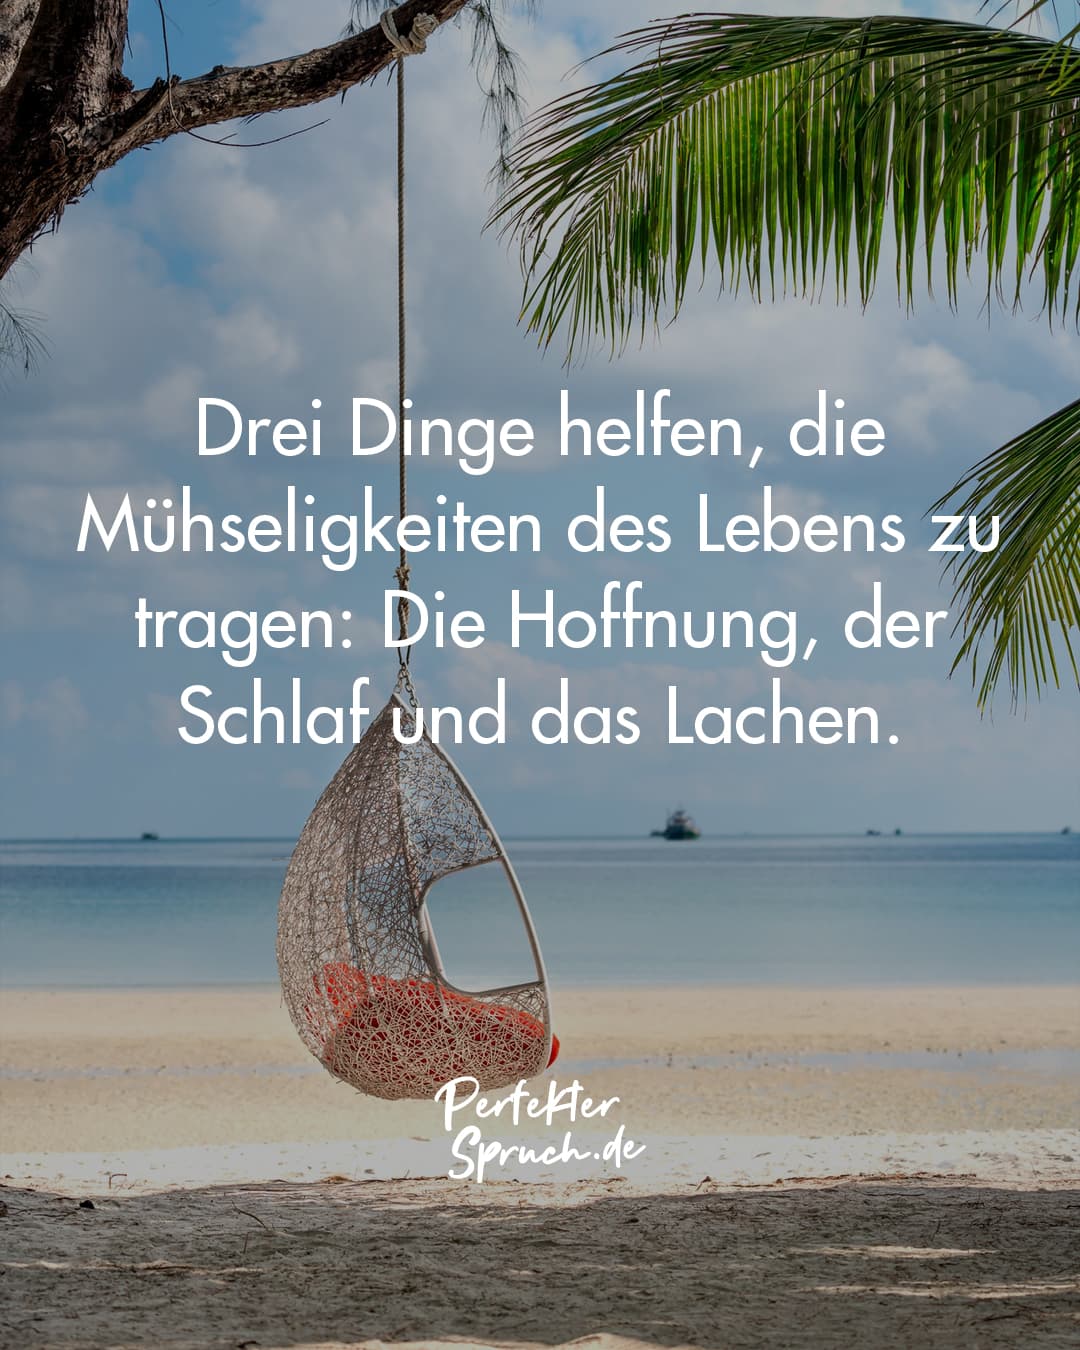 Drei Dinge helfen, die
Mühseligkeiten des Lebens zu
tragen: Die Hoffnung, der
Schlaf und das Lachen.
Perfekter
Spruch.de